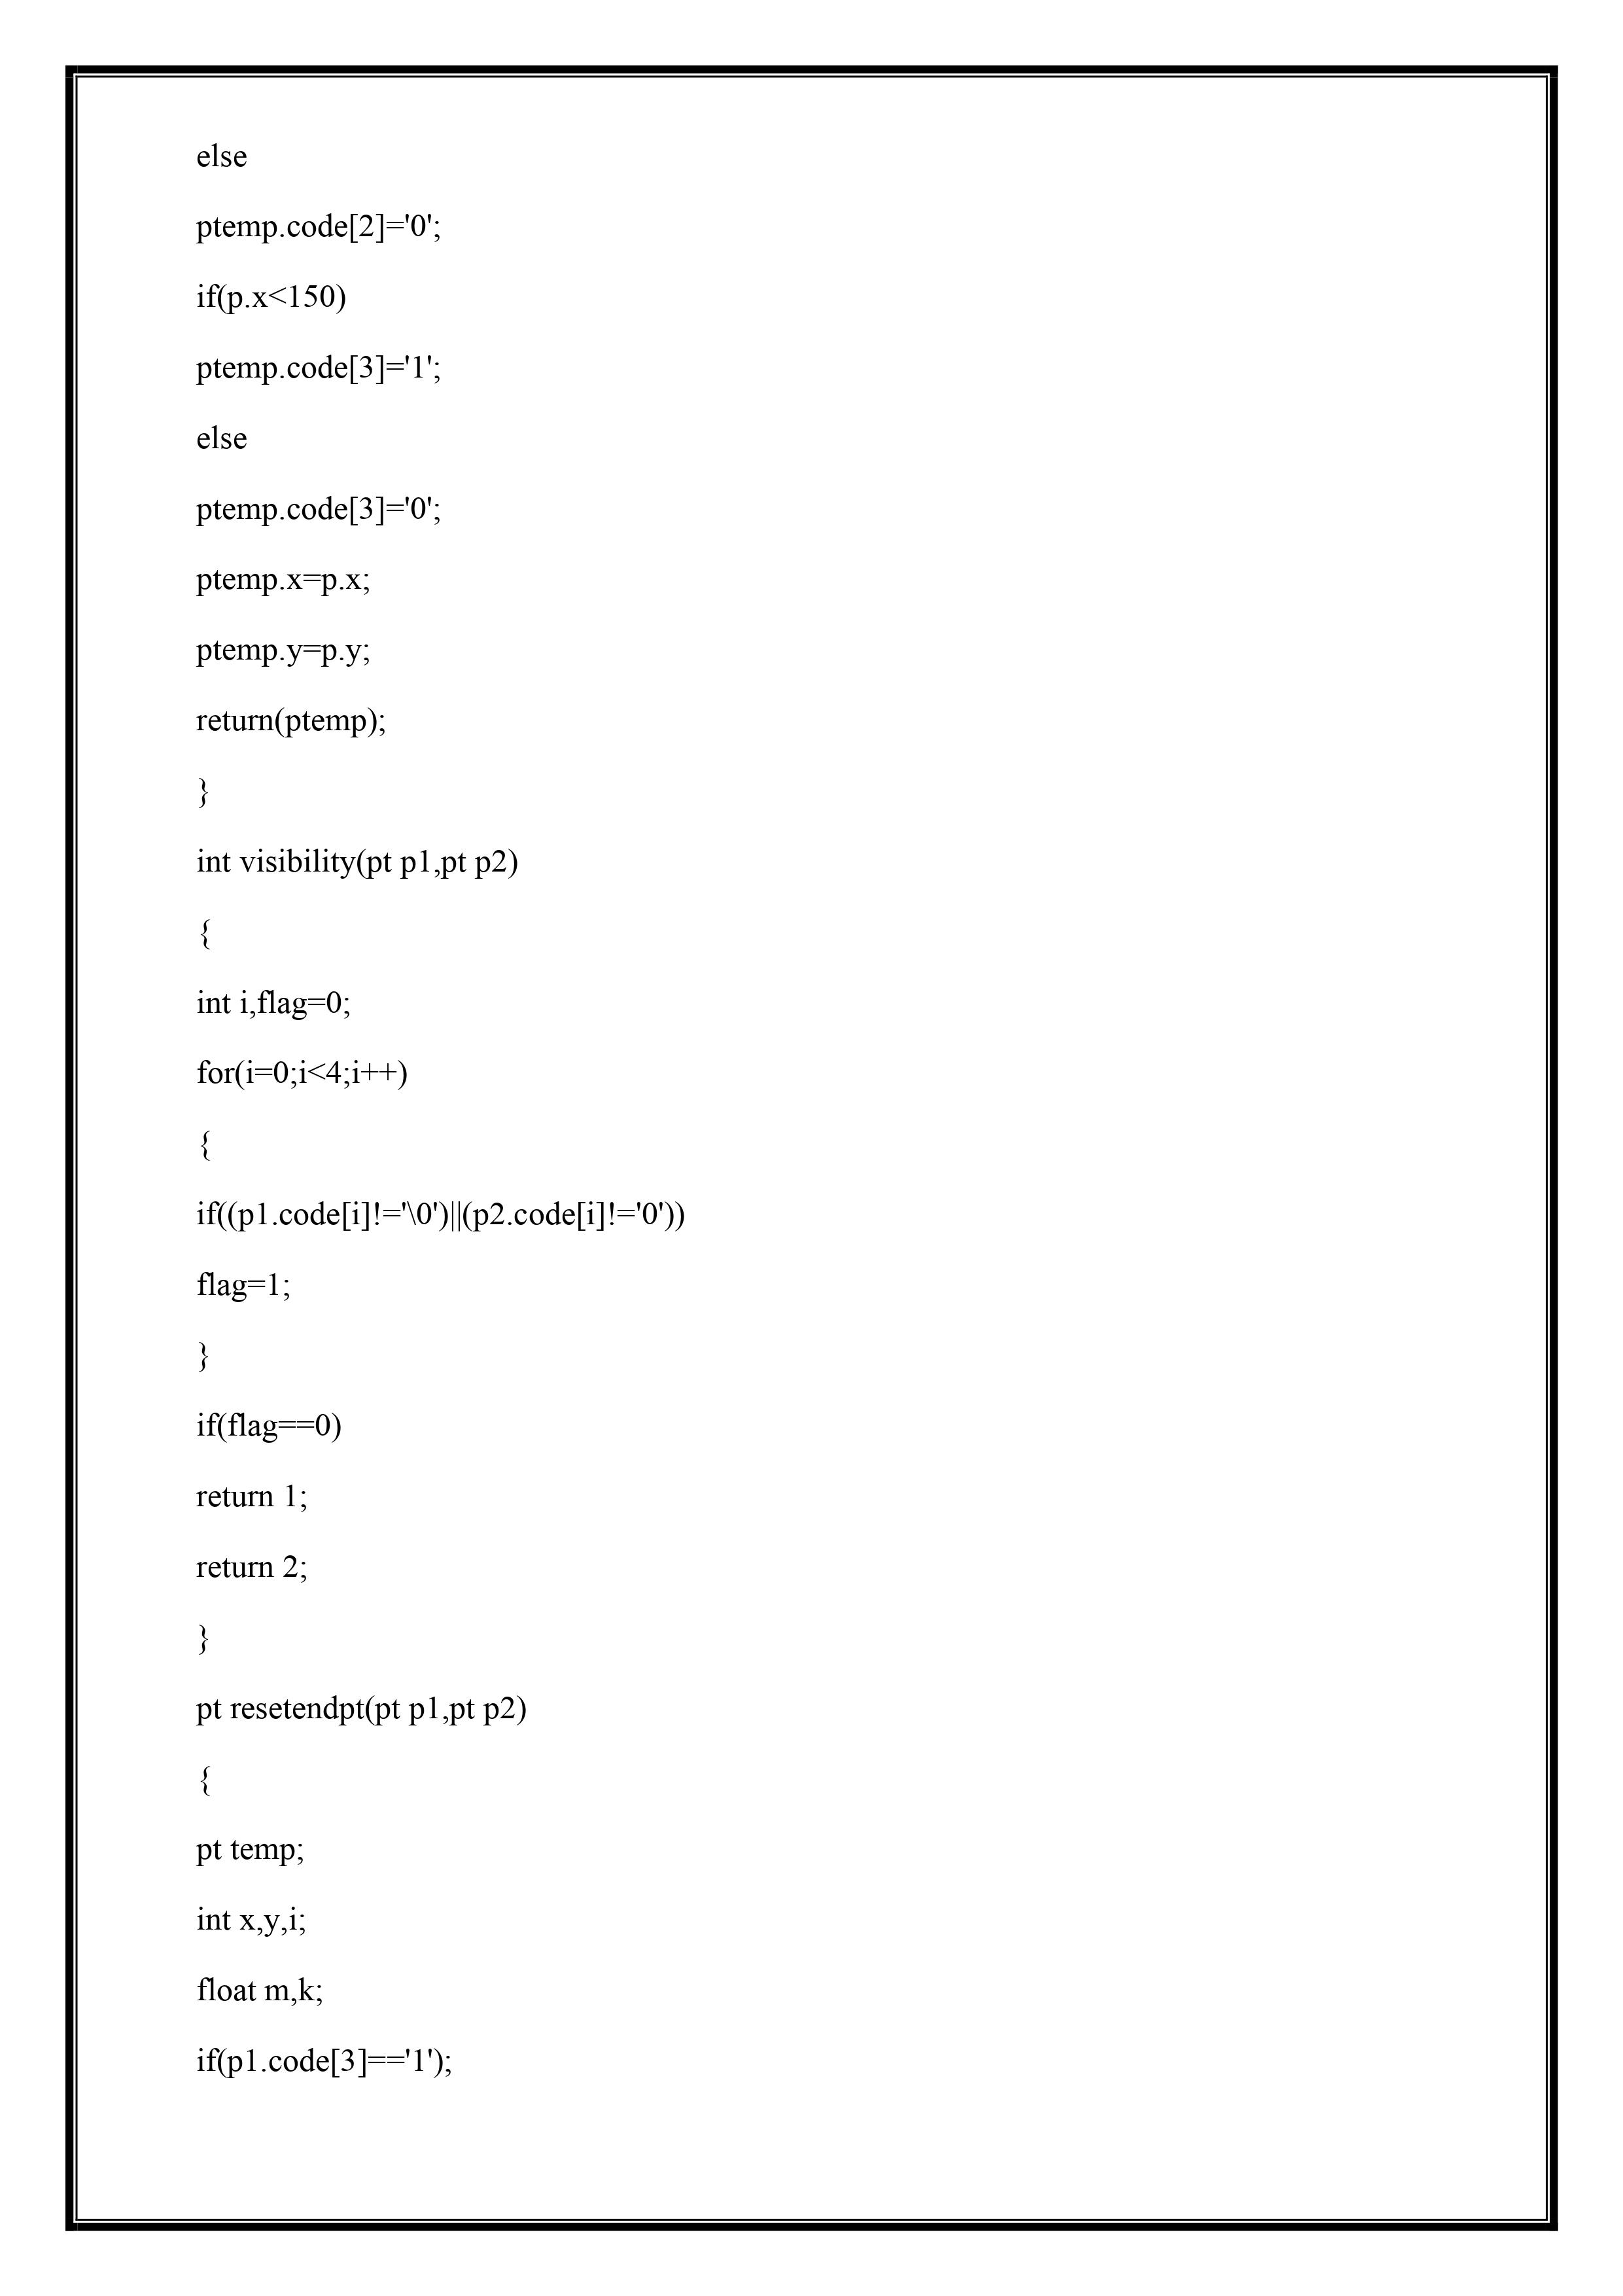 else
ptemp.code[2]='0';
if(p.x<150)
ptemp.code[3]='1';
else
ptemp.code[3]='0';
ptemp.x=p.x;
ptemp.y=p.y;
return(ptemp);
}
int visibility(pt p1,pt p2)
{
int i,flag=0;
for(i=0;i<4;i++)
{
if((p1.code[i]!='\0')||(p2.code[i]!='0'))
flag=1;
}
if(flag==0)
return 1;
return 2;
}
pt resetendpt(pt p1,pt p2)
{
pt temp;
int x,y,i;
float m,k;
if(p1.code[3]=='1');